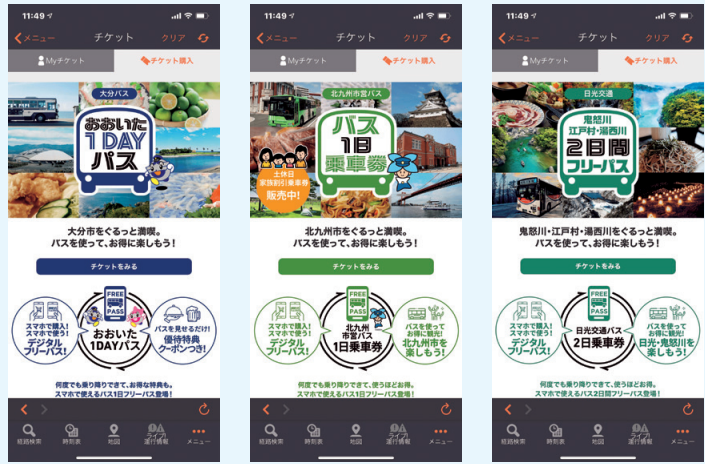 11:49
メニュー
チケット
クリア
Myチケット
チケット購入
大分バス
おおいた
1DAY
パス
大分市をぐるっと満喫。
バスを使って、お得に楽しもう!
チケットをみる
スマホで購入!
スマホで使う!
デジタル
フリーパス!
FREE
PASS
おおいた
1DAYパス
パスを見せるだけ!
優待特典
クーポンつき!
何度でも乗り降りできて、お得な特典も。
スマホで使えるバス1日フリーパス登場!
経路検索
時刻表
地図
ライブ!
運行情報
メニュー
11:49
メニュー
チケット
クリア
Myチケット
チケット購入
北九州市営バス
バス
1日
乗車券
土休日
家族割引乗車券
販売中!
北九州市をぐるっと満喫。
バスを使って、お得に楽しもう!
チケットをみる
スマホで購入!
スマホで使う!
デジタル
フリーパス!
FREE
PASS
北九州
市営バス
1日乗車券
バスを使って
お得に観光!
北九州市を
楽しもう!
何度でも乗り降りできて、使うほどお得。
スマホで使えるバス1日フリーパス登場!
経路検索
時刻表
地図
ライブ!
運行情報
メニュー
11:49
メニュー
チケット
クリア
Myチケット
チケット購入
日光交通
鬼怒川
江戸村・湯西川
2日間
フリーパス
鬼怒川・江戸村・湯西川をぐるっと満喫。
バスを使って、お得に楽しもう!
チケットをみる
スマホで購入!
スマホで使う!
デジタル
フリーパス!
FREE
PASS
日光交通バス
2日乗車券
バスを使って
お得に観光!
日光・鬼怒川を
楽しもう!
何度でも乗り降りできて、使うほどお得。
スマホで使えるバス2日間フリーパス登場!
経路検索
時刻表
地図
ライブ!
運行情報
メニュー